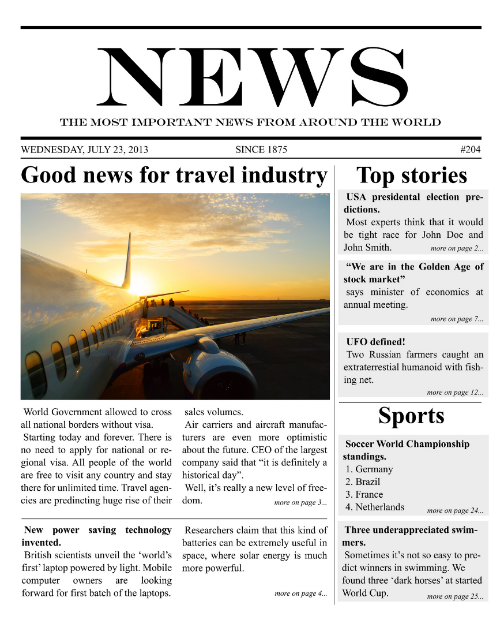 NEWS
THE MOST IMPORTANT NEWS FROM AROUND THE WORLD
WEDNESDAY, JULY 23, 2013 SINCE 1875 #204
Good news for travel industry
World Government allowed to cross
all national borders without visa.
Starting today and forever. There is
no need to apply for national or re-
gional visa. All people of the world
are free to visit any country and stay
there for unlimited time. Travel agen-
cies are predincting huge rise of their
sales volumes.
Air carriers and aircraft manufac-
turers are even more optimistic
about the future. CEO of the largest
company said that “it is definitely a
historical day”.
Well, it's really a new level of free-
dom. more on page 3...
New power saving technology
invented.
British scientists unveil the ‘world’s
first’ laptop powered by light. Mobile
computer owners are looking
forward for first batch of the laptops.
Researchers claim that this kind of
batteries can be extremely useful in
space, where solar energy is much
more powerful.
more on page 4...
Top stories
USA presidental election pre-
dictions.
Most experts think that it would
be tight race for John Doe and
John Smith. more on page 2...
“We are in the Golden Age of
stock market”
says minister of economics at
annual meeting.
more on page 7...
UFO defined!
Two Russian farmers caught an
extraterrestial humanoid with fish-
ing net.
more on page 12...
Sports
Soccer World Championship
standings.
1. Germany
2. Brazil
3. France
4. Netherlands more on page 24...
Three underappreciated swim-
mers.
Sometimes it's not so easy to pre-
dict winners in swimming. We
found three ‘dark horses’ at started
World Cup. more on page 25...